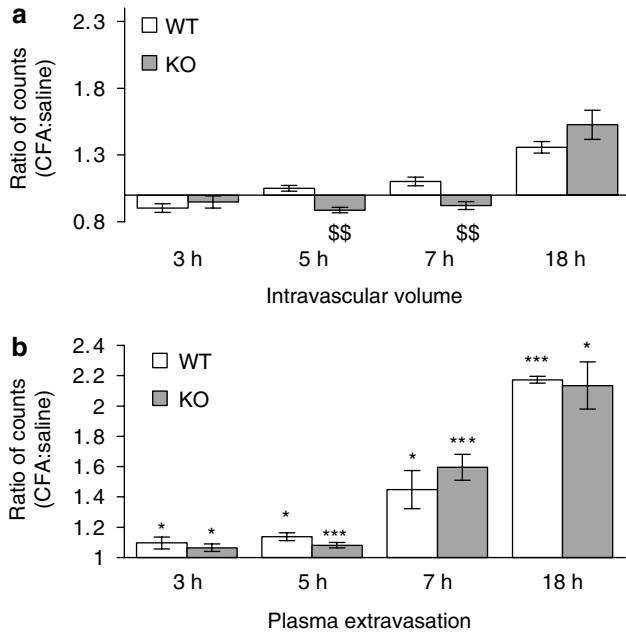 a
2.3
1.8
1.3
0.8
Ratio of counts
(CFA:saline)
WT
KO
$$
$$
3 h
5 h
7 h
18 h
Intravascular volume
b
2.4
2.2
2
1.8
1.6
1.4
1.2
1
Ratio of counts
(CFA:saline)
WT
KO
*
*
*
***
*
***
***
*
3 h
5 h
7 h
18 h
Plasma extravasation